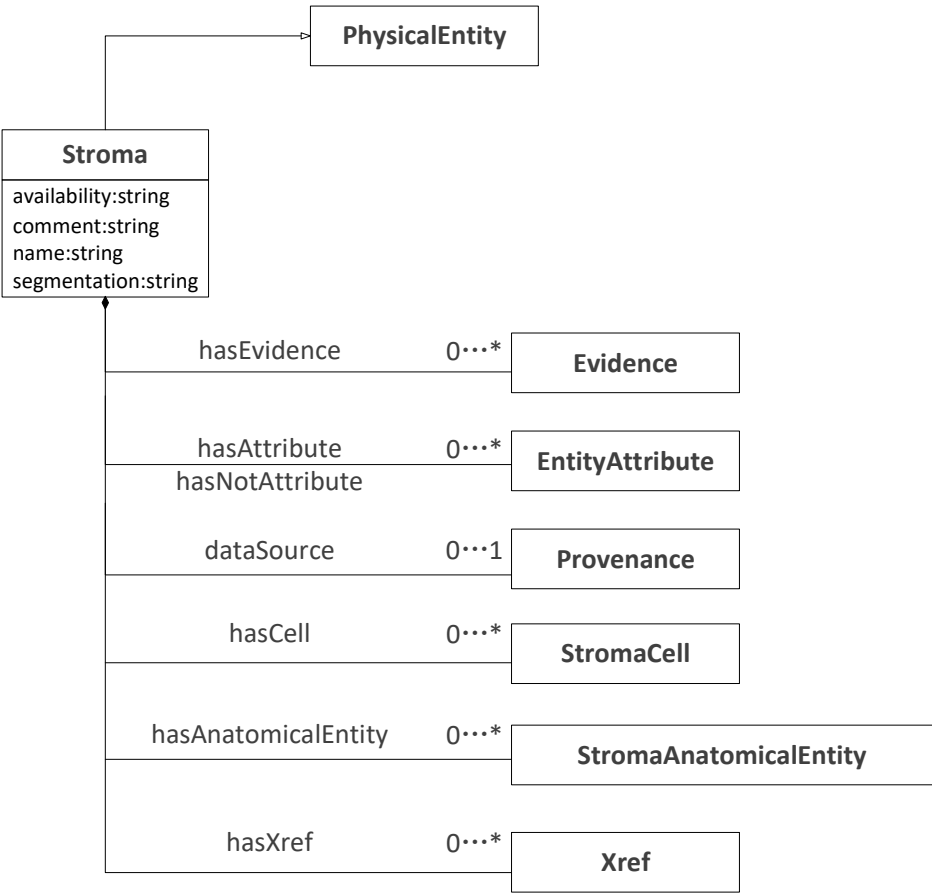 PhysicalEntity
Stroma
availability:string
comment:string
name:string
segmentation:string
hasEvidence 0···* Evidence
hasAttribute 0···* EntityAttribute
hasNotAttribute
dataSource 0···1 Provenance
hasCell 0···* StromaCell
hasAnatomicalEntity 0···* StromaAnatomicalEntity
hasXref 0···* Xref